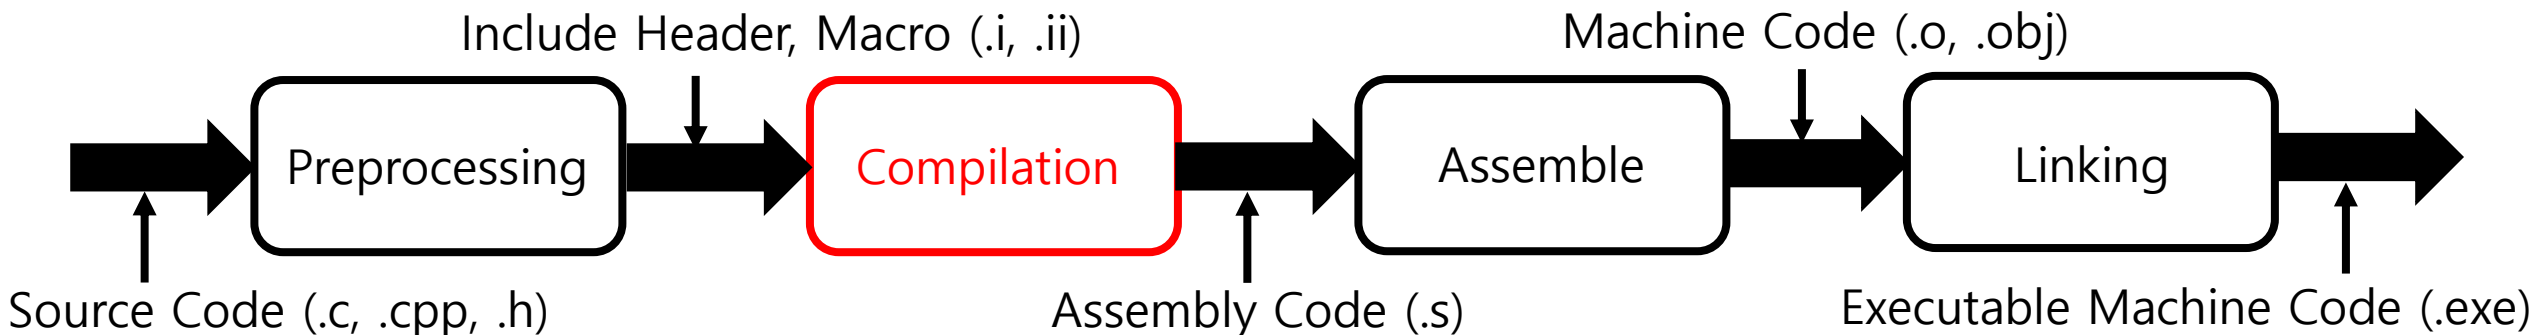 Include Header, Macro (.i, .ii)
Machine Code (.o, .obj)
Preprocessing
Compilation
Assemble
Linking
Source Code (.c, .cpp, .h)
Assembly Code (.s)
Executable Machine Code (.exe)